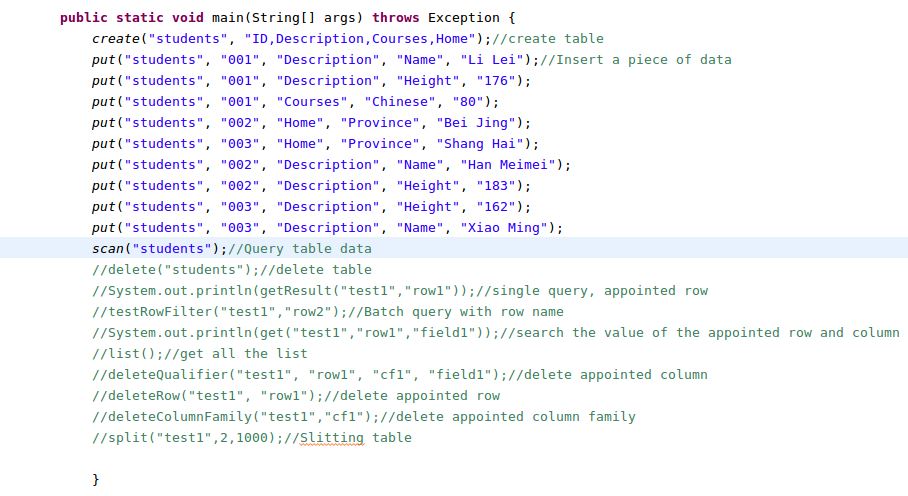 public static void main(String[] args) throws Exception {
create("students", "ID,Description,Courses,Home");//create table
put("students", "001", "Description", "Name", "Li Lei");//Insert a piece of data
put("students", "001", "Description", "Height", "176");
put("students", "001", "Courses", "Chinese", "80");
put("students", "002", "Home", "Province", "Bei Jing");
put("students", "003", "Home", "Province", "Shang Hai");
put("students", "002", "Description", "Name", "Han Meimei");
put("students", "002", "Description", "Height", "183");
put("students", "003", "Description", "Height", "162");
put("students", "003", "Description", "Name", "Xiao Ming");
scan("students");//Query table data
//delete("students");//delete table
//System.out.println(getResult("test1","row1"));//single query, appointed row
//testRowFilter("test1","row2");//Batch query with row name
//System.out.println(get("test1","row1","field1"));//search the value of the appointed row and column
//list();//get all the list
//deleteQualifier("test1", "row1", "cf1", "field1");//delete appointed column
//deleteRow("test1", "row1");//delete appointed row
//deleteColumnFamily("test1","cf1");//delete appointed column family
//split("test1",2,1000);//Slitting table
}